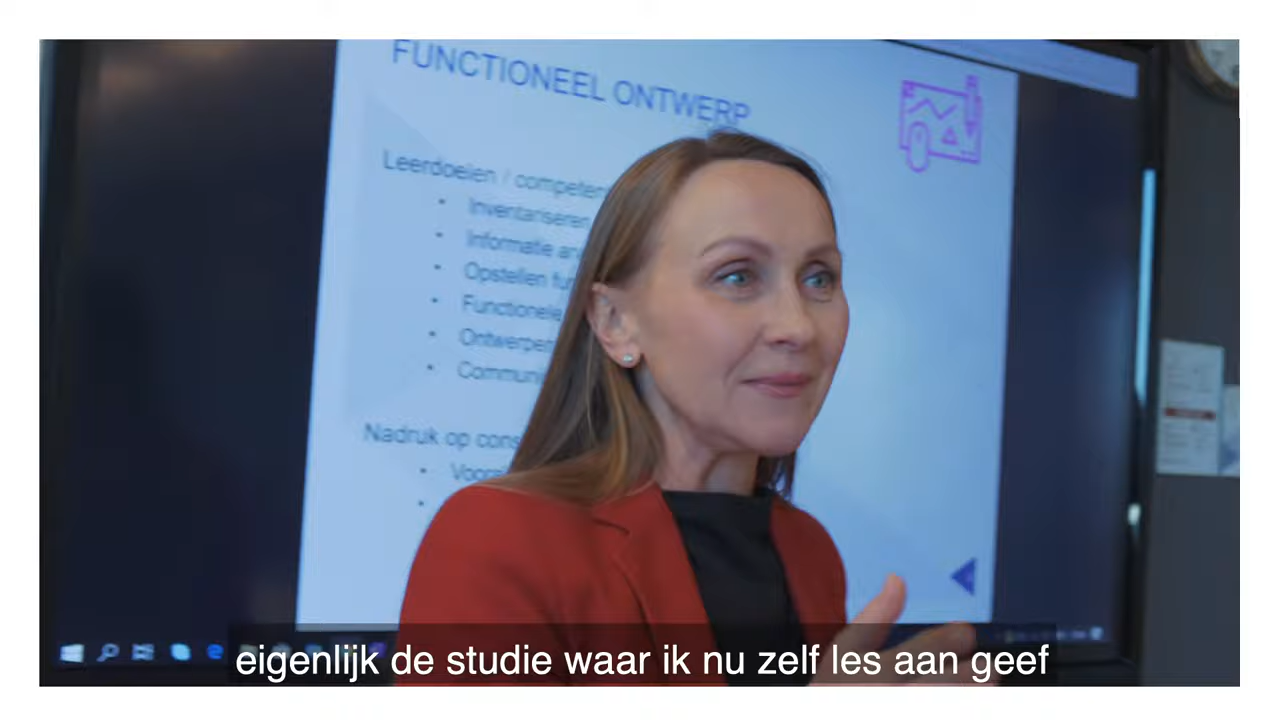 FUNCTIONEEL ONTWERP
Leerdoelen / competen
Inventariseren
Informatie an
Opstellen fun
Functionele
Ontwerpen
Communi
Nadruk op cons
eigenlijk de studie waar ik nu zelf les aan geef